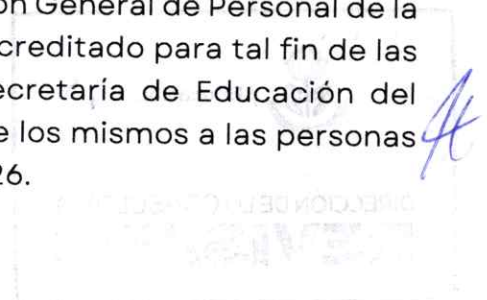 ón General de Personal de la
creditado para tal fin de las
ecretaría de Educación del
e los mismos a las personas
26.